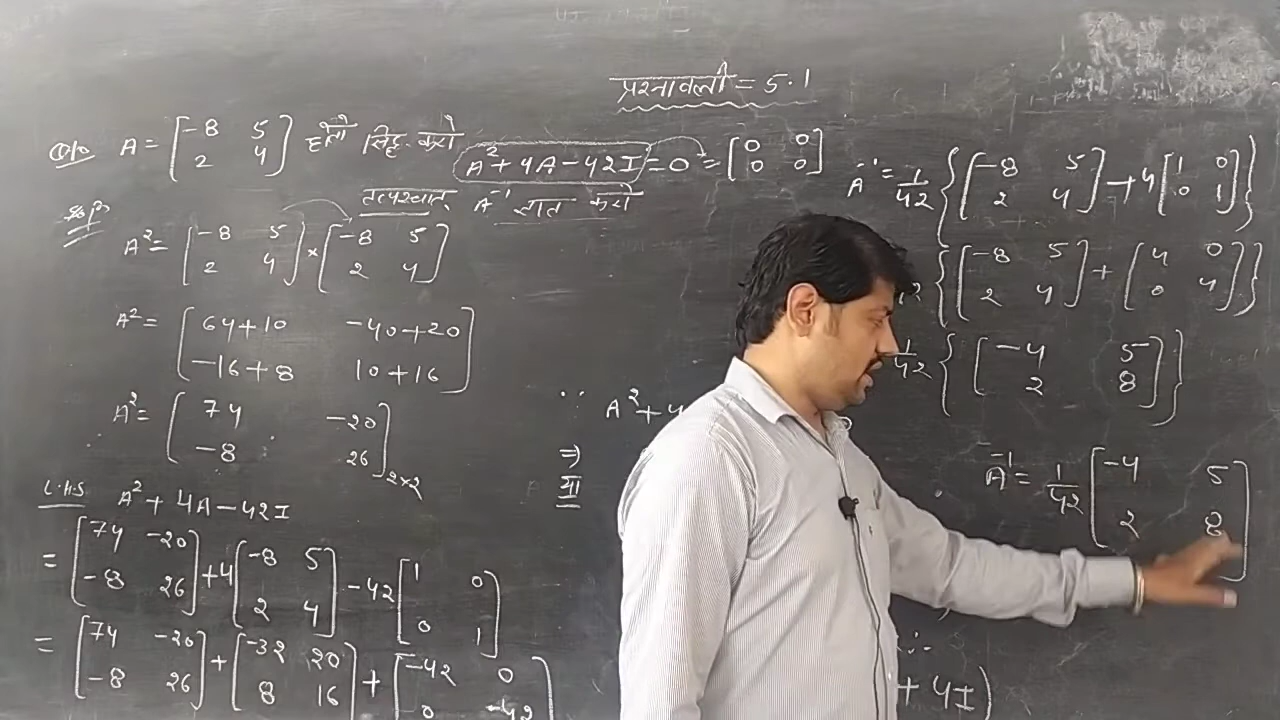 प्रश्नावली = 5.1
A = [-8 5
2 4] हो तो सिद्ध करो A² + 4A - 42I = 0 = [0 0
0 0]
तत्पश्चात् A⁻¹ ज्ञात करो
A² = [-8 5
2 4] × [-8 5
2 4]
A² = [64+10 -40+20
-16+8 10+16]
A² = [74 -20
-8 26]₂ₓ₂
L.H.S A² + 4A - 42I
= [74 -20
-8 26] + 4[-8 5
2 4] - 42[1 0
0 1]
= [74 -20
-8 26] + [-32 20
8 16] + [-42 0
0 -42]
∵ A² + 4
⇒
या
+ 4I)
A⁻¹ = 1/42 {[-8 5
2 4] + 4[1 0
0 1]}
{[-8 5
2 4] + [4 0
0 4]}
1/42 {[-4 5
2 8]}
A⁻¹ = 1/42 [-4 5
2 8]